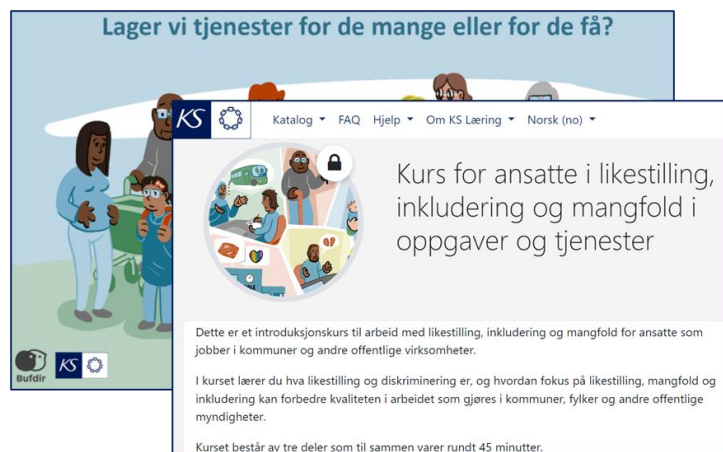 Lager vi tjenester for de mange eller for de få?
KS
Katalog
FAQ
Hjelp
Om KS Læring
Norsk (no)
Kurs for ansatte i likestilling,
inkludering og mangfold i
oppgaver og tjenester
Dette er et introduksjonskurs til arbeid med likestilling, inkludering og mangfold for ansatte som
jobber i kommuner og andre offentlige virksomheter.
I kurset lærer du hva likestilling og diskriminering er, og hvordan fokus på likestilling, mangfold og
inkludering kan forbedre kvaliteten i arbeidet som gjøres i kommuner, fylker og andre offentlige
myndigheter.
Kurset består av tre deler som til sammen varer rundt 45 minutter.
Bufdir
KS